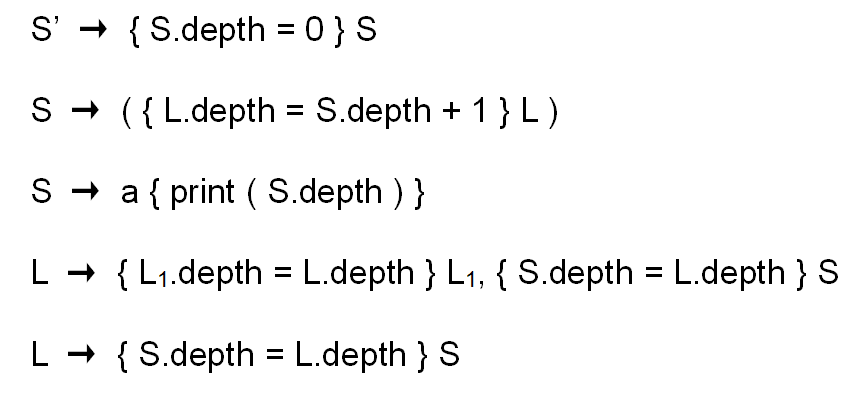 S’ → { S.depth = 0 } S
S → ( { L.depth = S.depth + 1 } L )
S → a { print ( S.depth ) }
L → { L₁.depth = L.depth } L₁, { S.depth = L.depth } S
L → { S.depth = L.depth } S